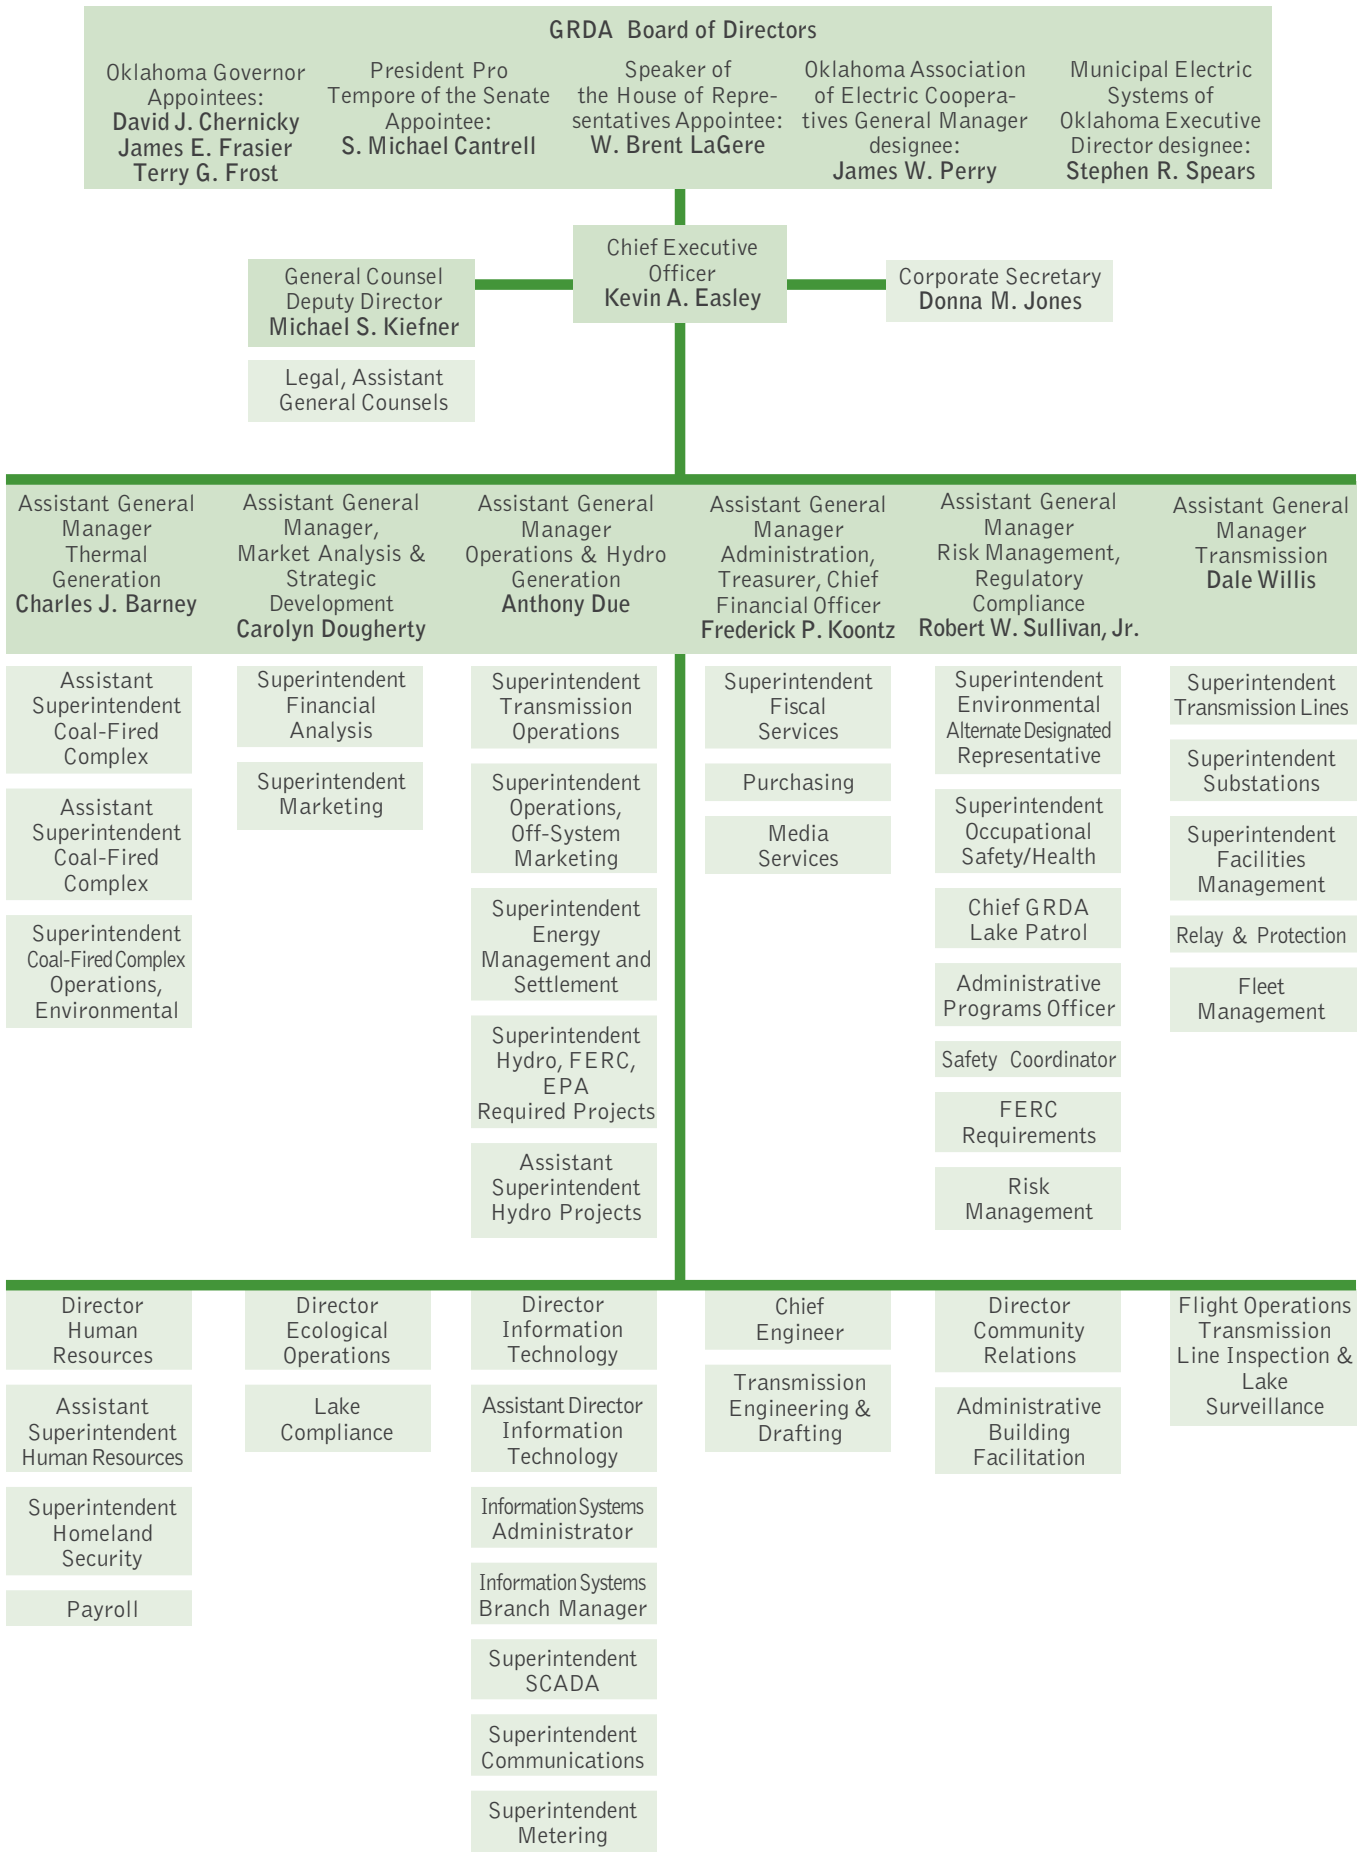 GRDA Board of Directors
Oklahoma Governor
Appointees:
David J. Chernicky
James E. Frasier
Terry G. Frost
President Pro
Tempore of the Senate
Appointee:
S. Michael Cantrell
Speaker of
the House of Repre-
sentatives Appointee:
W. Brent LaGere
Oklahoma Association
of Electric Coopera-
tives General Manager
designee:
James W. Perry
Municipal Electric
Systems of
Oklahoma Executive
Director designee:
Stephen R. Spears
Chief Executive
Officer
Kevin A. Easley
General Counsel
Deputy Director
Michael S. Kiefner
Corporate Secretary
Donna M. Jones
Legal, Assistant
General Counsels
Assistant General
Manager
Thermal
Generation
Charles J. Barney
Assistant General
Manager,
Market Analysis &
Strategic
Development
Carolyn Dougherty
Assistant General
Manager
Operations & Hydro
Generation
Anthony Due
Assistant General
Manager
Administration,
Treasurer, Chief
Financial Officer
Frederick P. Koontz
Assistant General
Manager
Risk Management,
Regulatory
Compliance
Robert W. Sullivan, Jr.
Assistant General
Manager
Transmission
Dale Willis
Assistant
Superintendent
Coal-Fired
Complex
Assistant
Superintendent
Coal-Fired
Complex
Superintendent
Coal-Fired Complex
Operations,
Environmental
Superintendent
Financial
Analysis
Superintendent
Marketing
Superintendent
Transmission
Operations
Superintendent
Operations,
Off-System
Marketing
Superintendent
Energy
Management and
Settlement
Superintendent
Hydro, FERC,
EPA
Required Projects
Assistant
Superintendent
Hydro Projects
Superintendent
Fiscal
Services
Purchasing
Media
Services
Superintendent
Environmental
Alternate Designated
Representative
Superintendent
Occupational
Safety/Health
Chief GRDA
Lake Patrol
Administrative
Programs Officer
Safety Coordinator
FERC
Requirements
Risk
Management
Superintendent
Transmission Lines
Superintendent
Substations
Superintendent
Facilities
Management
Relay & Protection
Fleet
Management
Director
Human
Resources
Assistant
Superintendent
Human Resources
Superintendent
Homeland
Security
Payroll
Director
Ecological
Operations
Lake
Compliance
Director
Information
Technology
Assistant Director
Information
Technology
Information Systems
Administrator
Information Systems
Branch Manager
Superintendent
SCADA
Superintendent
Communications
Superintendent
Metering
Chief
Engineer
Transmission
Engineering &
Drafting
Director
Community
Relations
Administrative
Building
Facilitation
Flight Operations
Transmission
Line Inspection &
Lake
Surveillance